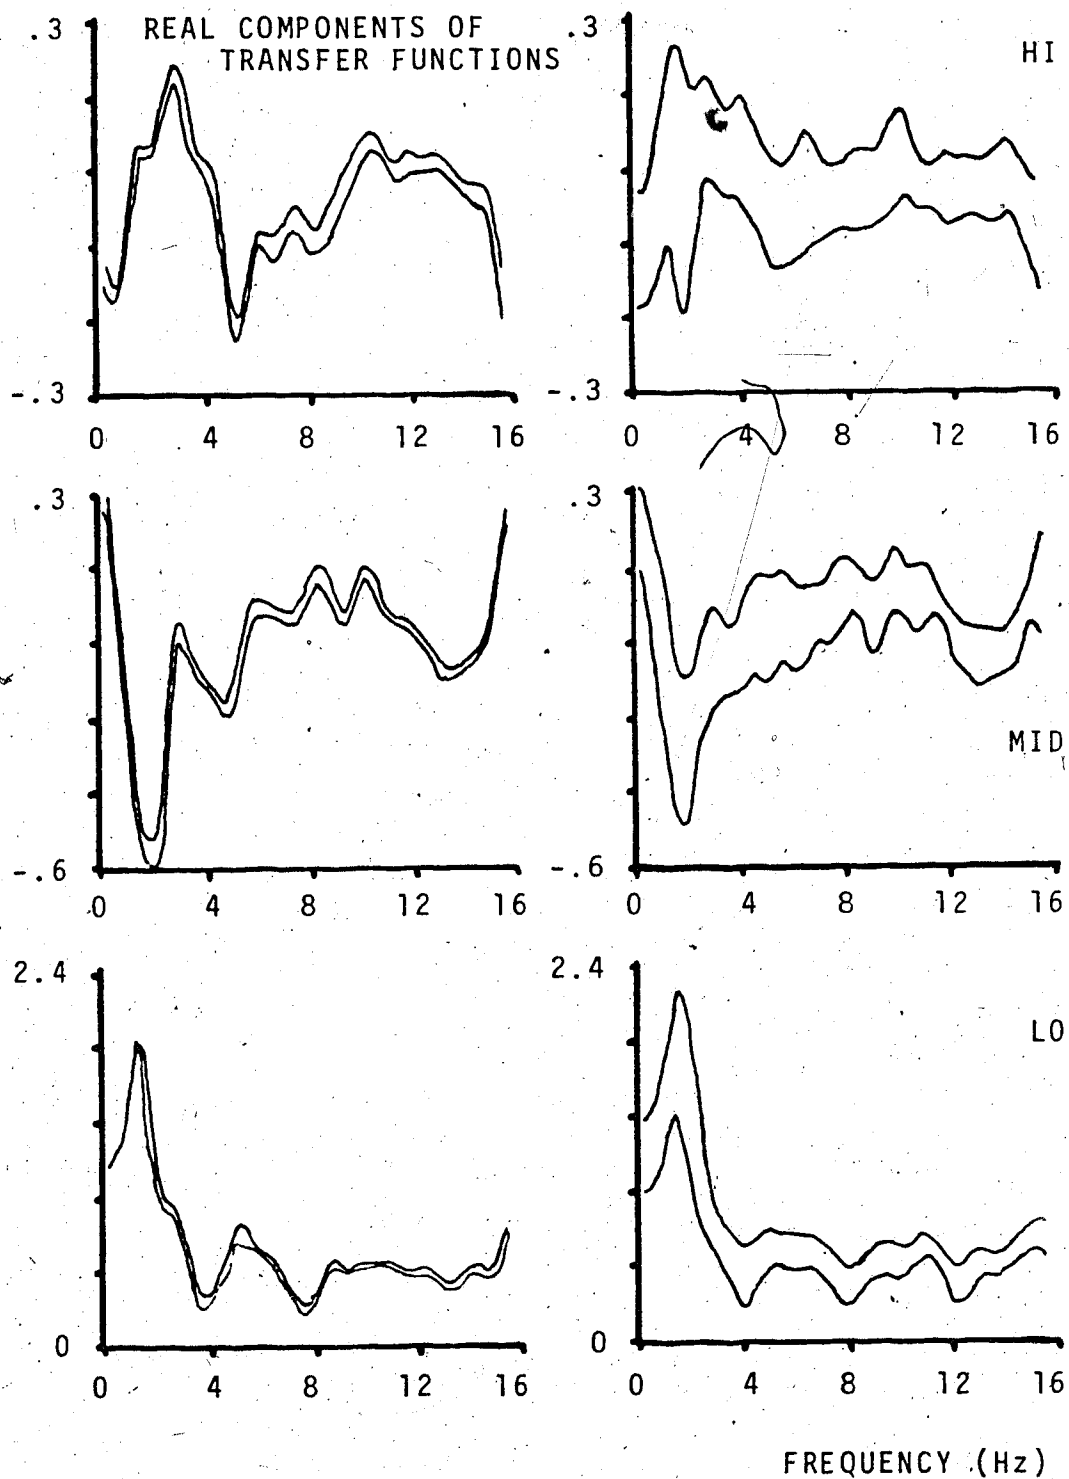 REAL COMPONENTS OF
TRANSFER FUNCTIONS
.3
-.3
0 4 8 12 16
.3
HI
-.3
0 4 8 12 16
.3
-.6
0 4 8 12 16
.3
MID
-.6
0 4 8 12 16
2.4
0
0 4 8 12 16
2.4
LO
0
0 4 8 12 16
FREQUENCY (Hz)